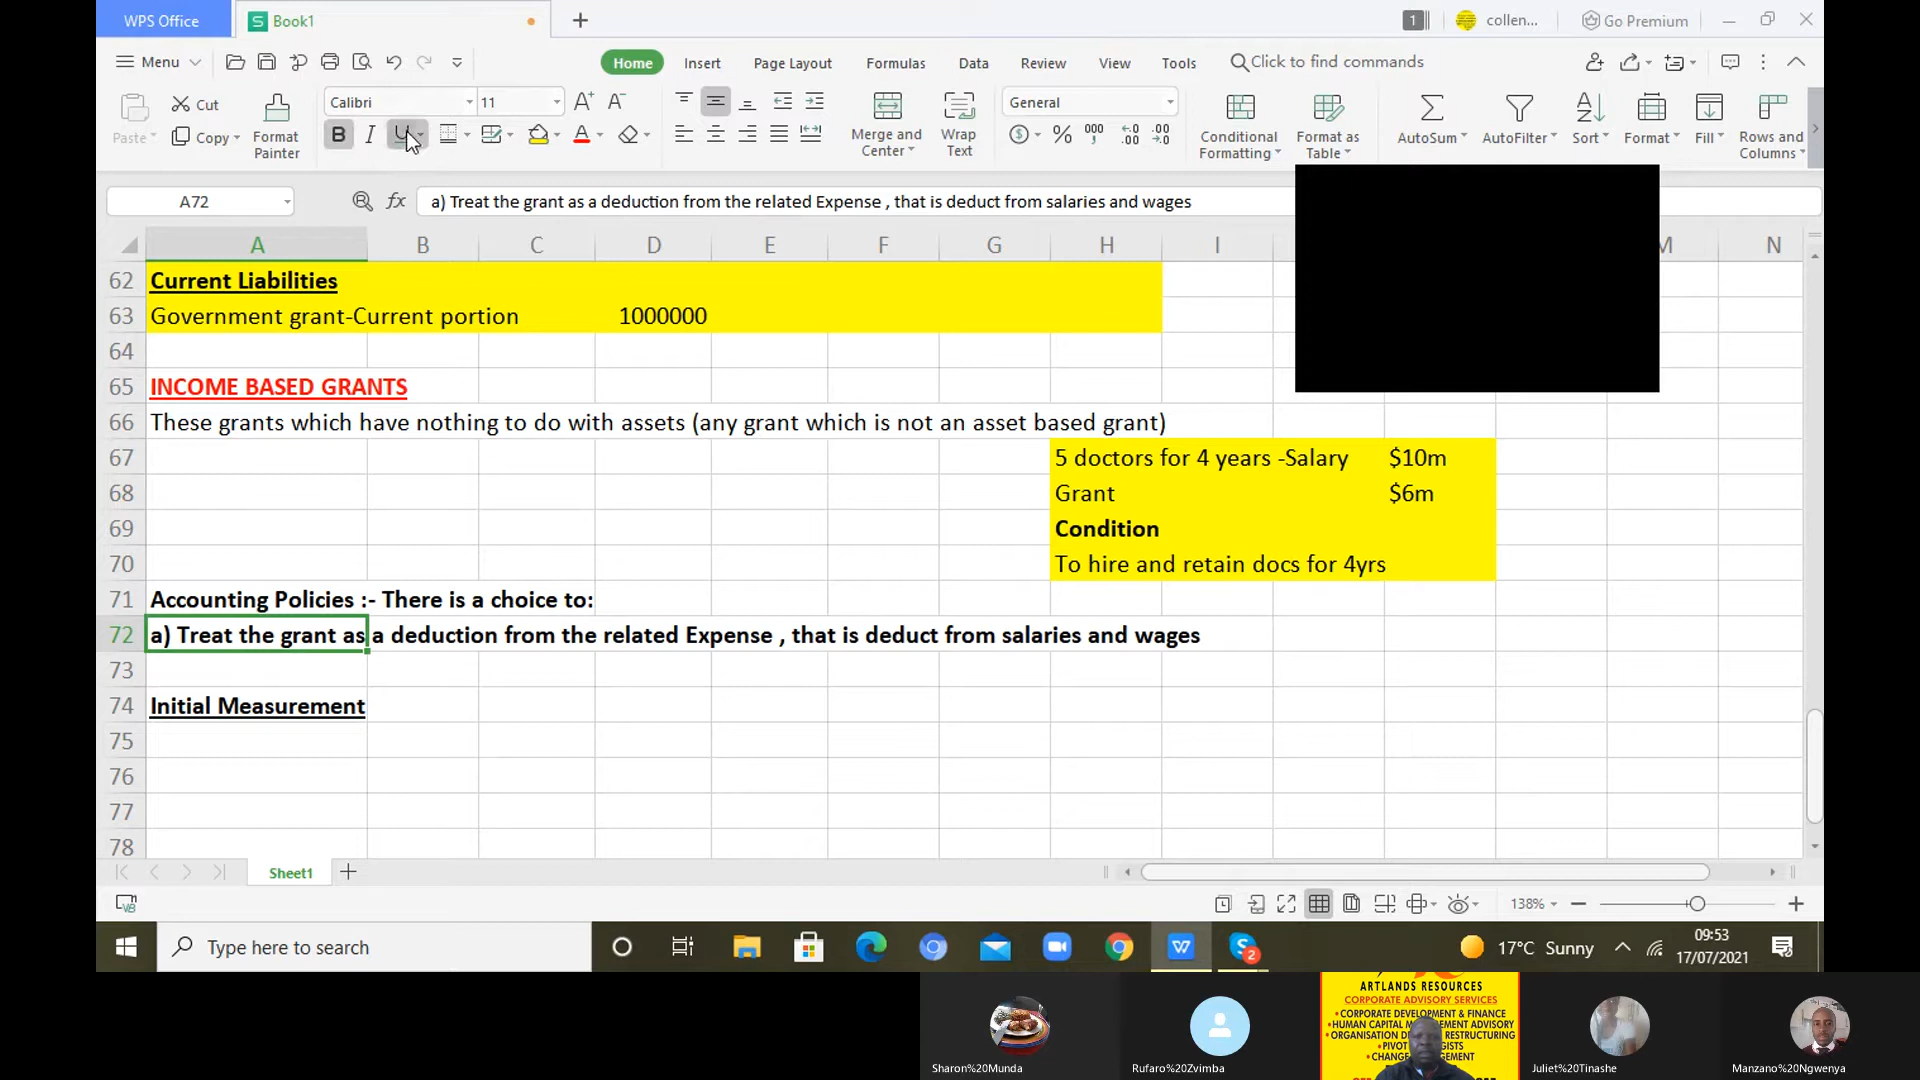 WPS Office
Book1
1
collen...
Go Premium
Menu
Home
Insert
Page Layout
Formulas
Data
Review
View
Tools
Click to find commands
Paste
Cut
Copy
Format Painter
Calibri
11
Merge and Center
Wrap Text
General
Conditional Formatting
Format as Table
AutoSum
AutoFilter
Sort
Format
Fill
Rows and Columns
A72
a) Treat the grant as a deduction from the related Expense , that is deduct from salaries and wages
A B C D E F G H I M N
62 Current Liabilities
63 Government grant-Current portion 1000000
64
65 INCOME BASED GRANTS
66 These grants which have nothing to do with assets (any grant which is not an asset based grant)
67 5 doctors for 4 years -Salary $10m
68 Grant $6m
69 Condition
70 To hire and retain docs for 4yrs
71 Accounting Policies :- There is a choice to:
72 a) Treat the grant as a deduction from the related Expense , that is deduct from salaries and wages
73
74 Initial Measurement
75
76
77
78
Sheet1
138%
Type here to search
2
17°C Sunny
09:53
17/07/2021
ARTLANDS RESOURCES
CORPORATE ADVISORY SERVICES
•CORPORATE DEVELOPMENT & FINANCE
Sharon%20Munda
Rufaro%20Zvimba
Juliet%20Tinashe
Manzano%20Ngwenya